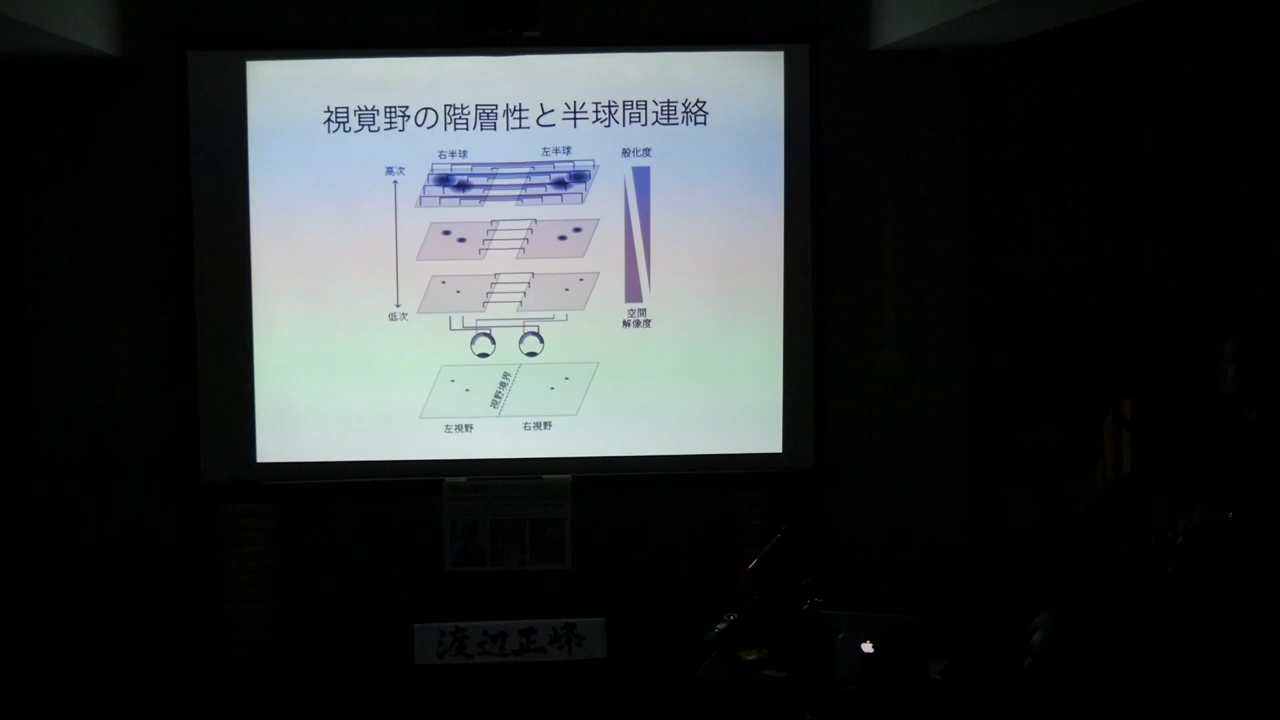 視覚野の階層性と半球間連絡
右半球
左半球
般化度
高次
低次
空間
解像度
視野境界
左視野
右視野
渡辺正峰